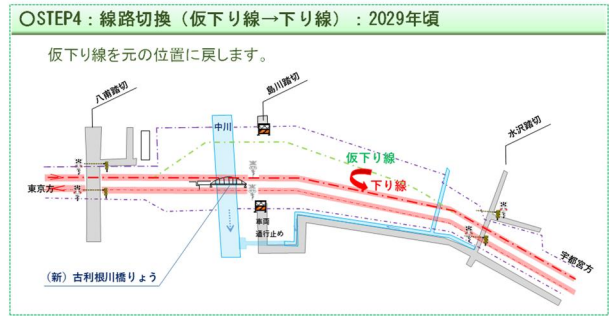 ○STEP4：線路切換（仮下り線→下り線）：2029年頃
仮下り線を元の位置に戻します。
八甫踏切
島川踏切
水沢踏切
中川
仮下り線
下り線
東京方
車両
通行止め
宇都宮方
（新）古利根川橋りょう